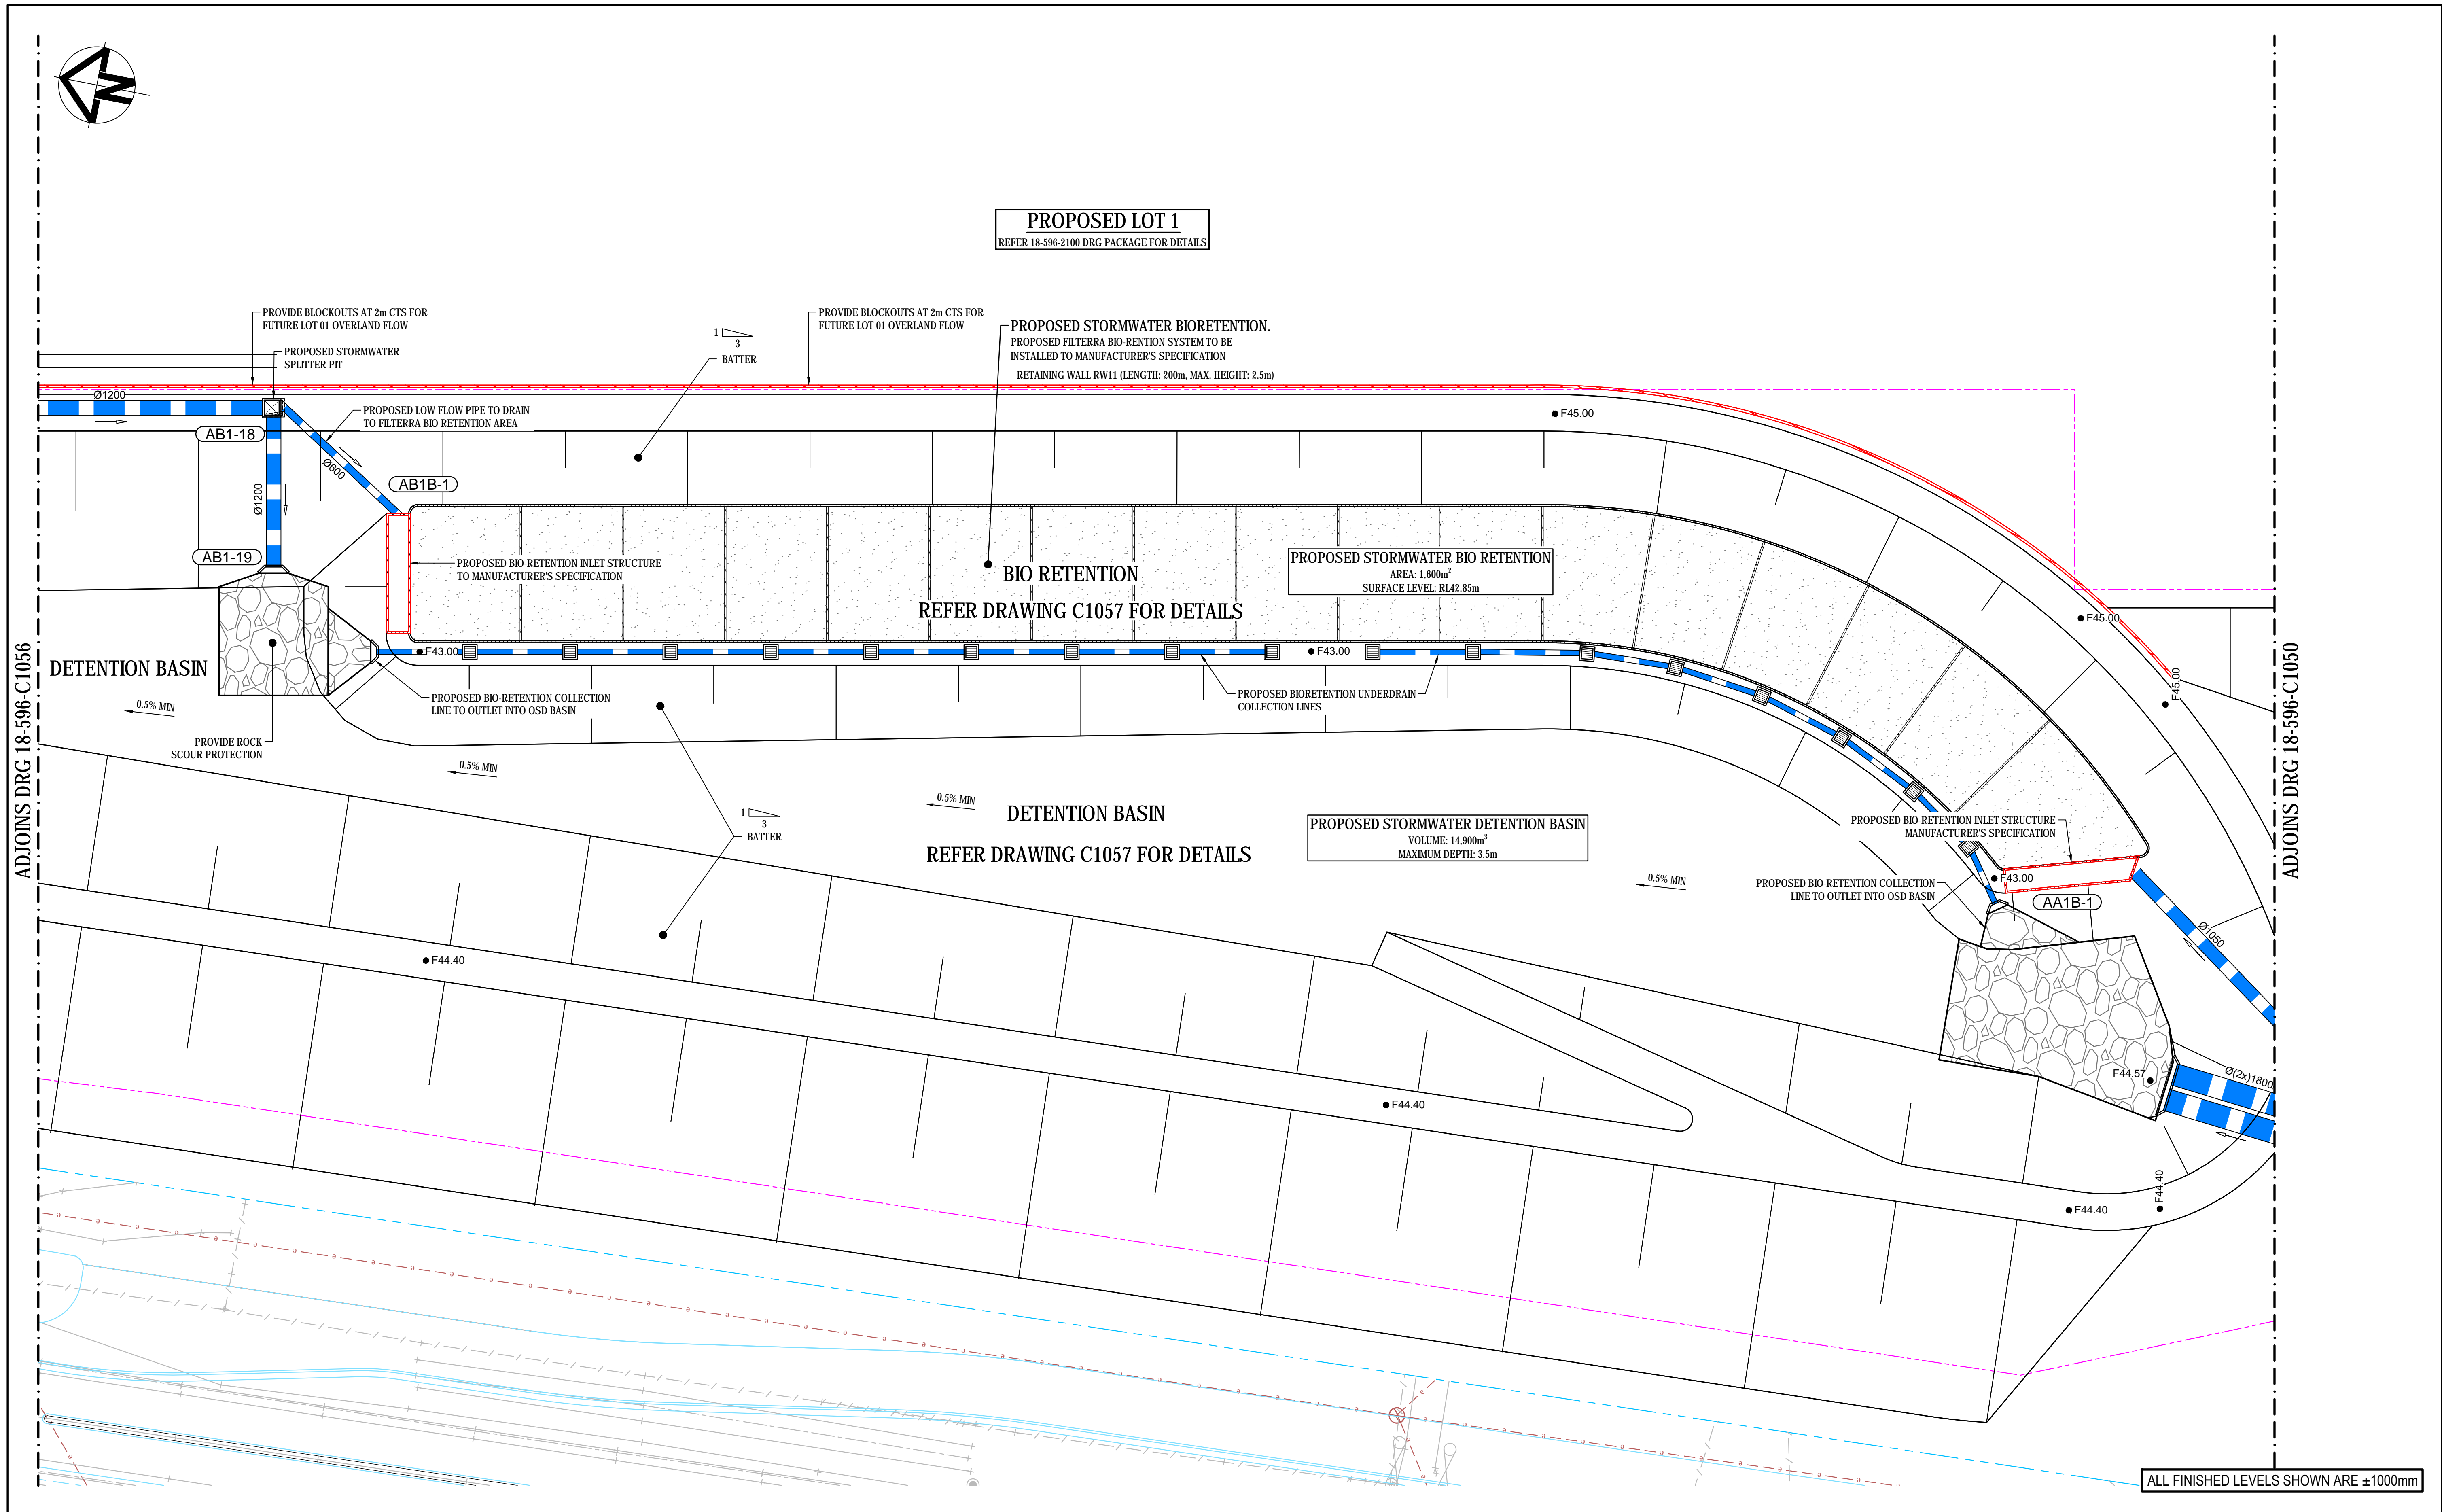 N
PROPOSED LOT 1
REFER 18-596-2100 DRG PACKAGE FOR DETAILS
PROVIDE BLOCKOUTS AT 2m CTS FOR
FUTURE LOT 01 OVERLAND FLOW
PROPOSED STORMWATER
SPLITTER PIT
1
3
BATTER
PROVIDE BLOCKOUTS AT 2m CTS FOR
FUTURE LOT 01 OVERLAND FLOW
PROPOSED STORMWATER BIORETENTION.
PROPOSED FILTERRA BIO-RENTION SYSTEM TO BE
INSTALLED TO MANUFACTURER'S SPECIFICATION
RETAINING WALL RW11 (LENGTH: 200m, MAX. HEIGHT: 2.5m)
Ø1200
PROPOSED LOW FLOW PIPE TO DRAIN
TO FILTERRA BIO RETENTION AREA
F45.00
AB1-18
Ø600
AB1B-1
Ø1200
AB1-19
PROPOSED BIO-RETENTION INLET STRUCTURE
TO MANUFACTURER'S SPECIFICATION
BIO RETENTION
REFER DRAWING C1057 FOR DETAILS
PROPOSED STORMWATER BIO RETENTION
AREA: 1,600m²
SURFACE LEVEL: RL42.85m
F45.00
F45.00
ADJOINS DRG 18-596-C1056
DETENTION BASIN
0.5% MIN
F43.00
F43.00
PROPOSED BIO-RETENTION COLLECTION
LINE TO OUTLET INTO OSD BASIN
PROPOSED BIORETENTION UNDERDRAIN
COLLECTION LINES
PROVIDE ROCK
SCOUR PROTECTION
ADJOINS DRG 18-596-C1050
0.5% MIN
0.5% MIN
1
3
BATTER
DETENTION BASIN
REFER DRAWING C1057 FOR DETAILS
PROPOSED STORMWATER DETENTION BASIN
VOLUME: 14,900m³
MAXIMUM DEPTH: 3.5m
PROPOSED BIO-RETENTION INLET STRUCTURE
MANUFACTURER'S SPECIFICATION
0.5% MIN
PROPOSED BIO-RETENTION COLLECTION
LINE TO OUTLET INTO OSD BASIN
F43.00
AA1B-1
Ø1050
F44.40
F44.57
Ø(2x)1800
F44.40
F44.40
F44.40
ALL FINISHED LEVELS SHOWN ARE ±1000mm